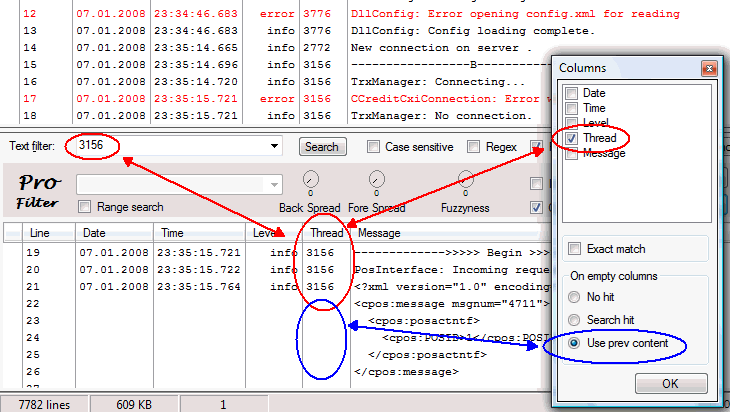 12 07.01.2008 23:34:46.683 error 3776 DllConfig: Error opening config.xml for reading
13 07.01.2008 23:34:46.683 info 3776 DllConfig: Config loading complete.
14 07.01.2008 23:35:14.665 info 2772 New connection on server .
15 07.01.2008 23:35:14.696 info 3156 ---------------B---------------
16 07.01.2008 23:35:14.720 info 3156 TrxManager: Connecting...
17 07.01.2008 23:35:15.721 error 3156 CCreditCxiConnection: Error
18 07.01.2008 23:35:15.721 info 3156 TrxManager: No connection.
Columns
Date
Time
Level
Thread
Message
Exact match
On empty columns
No hit
Search hit
Use prev content
OK
Text filter: 3156 Search Case sensitive Regex
Pro
Filter
Range search
0 0 0
Back Spread Fore Spread Fuzzyness
Line Date Time Level Thread Message
19 07.01.2008 23:35:15.721 info 3156 ------------->>>>> Begin >>>
20 07.01.2008 23:35:15.722 info 3156 PosInterface: Incoming
21 07.01.2008 23:35:15.764 info 3156 <?xml version="1.0" encoding
22 <cpos:message msgnum="4711">
23 <cpos:posactntf>
24 <cpos:POSID>1</cpos:
25 </cpos:posactntf>
26 </cpos:message>
27
7782 lines 609 KB 1